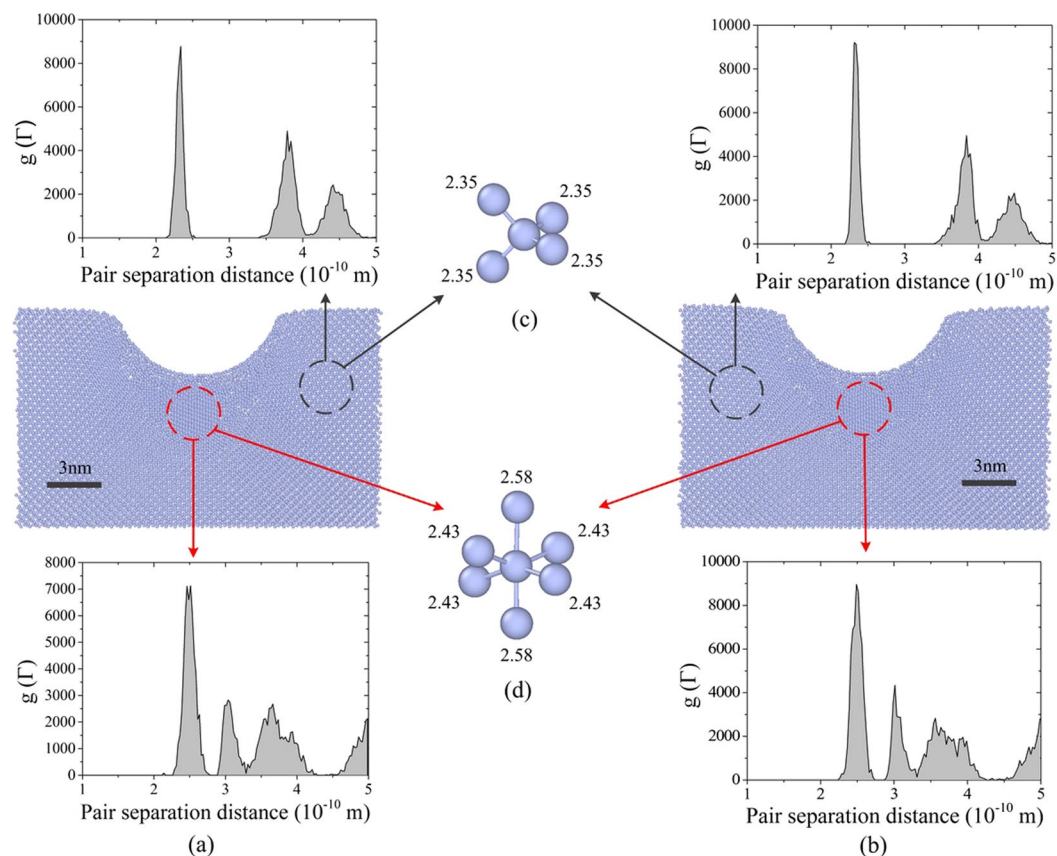 10000
8000
6000
4000
2000
0
g (Γ)
1 2 3 4 5
Pair separation distance (10⁻¹⁰ m)
10000
8000
6000
4000
2000
0
g (Γ)
1 2 3 4 5
Pair separation distance (10⁻¹⁰ m)
2.35 2.35
2.35 2.35
(c)
3nm
3nm
2.58
2.43 2.43
2.43 2.43
2.58
(d)
8000
7000
6000
5000
4000
3000
2000
1000
0
g (Γ)
1 2 3 4 5
Pair separation distance (10⁻¹⁰ m)
(a)
10000
8000
6000
4000
2000
0
g (Γ)
1 2 3 4 5
Pair separation distance (10⁻¹⁰ m)
(b)